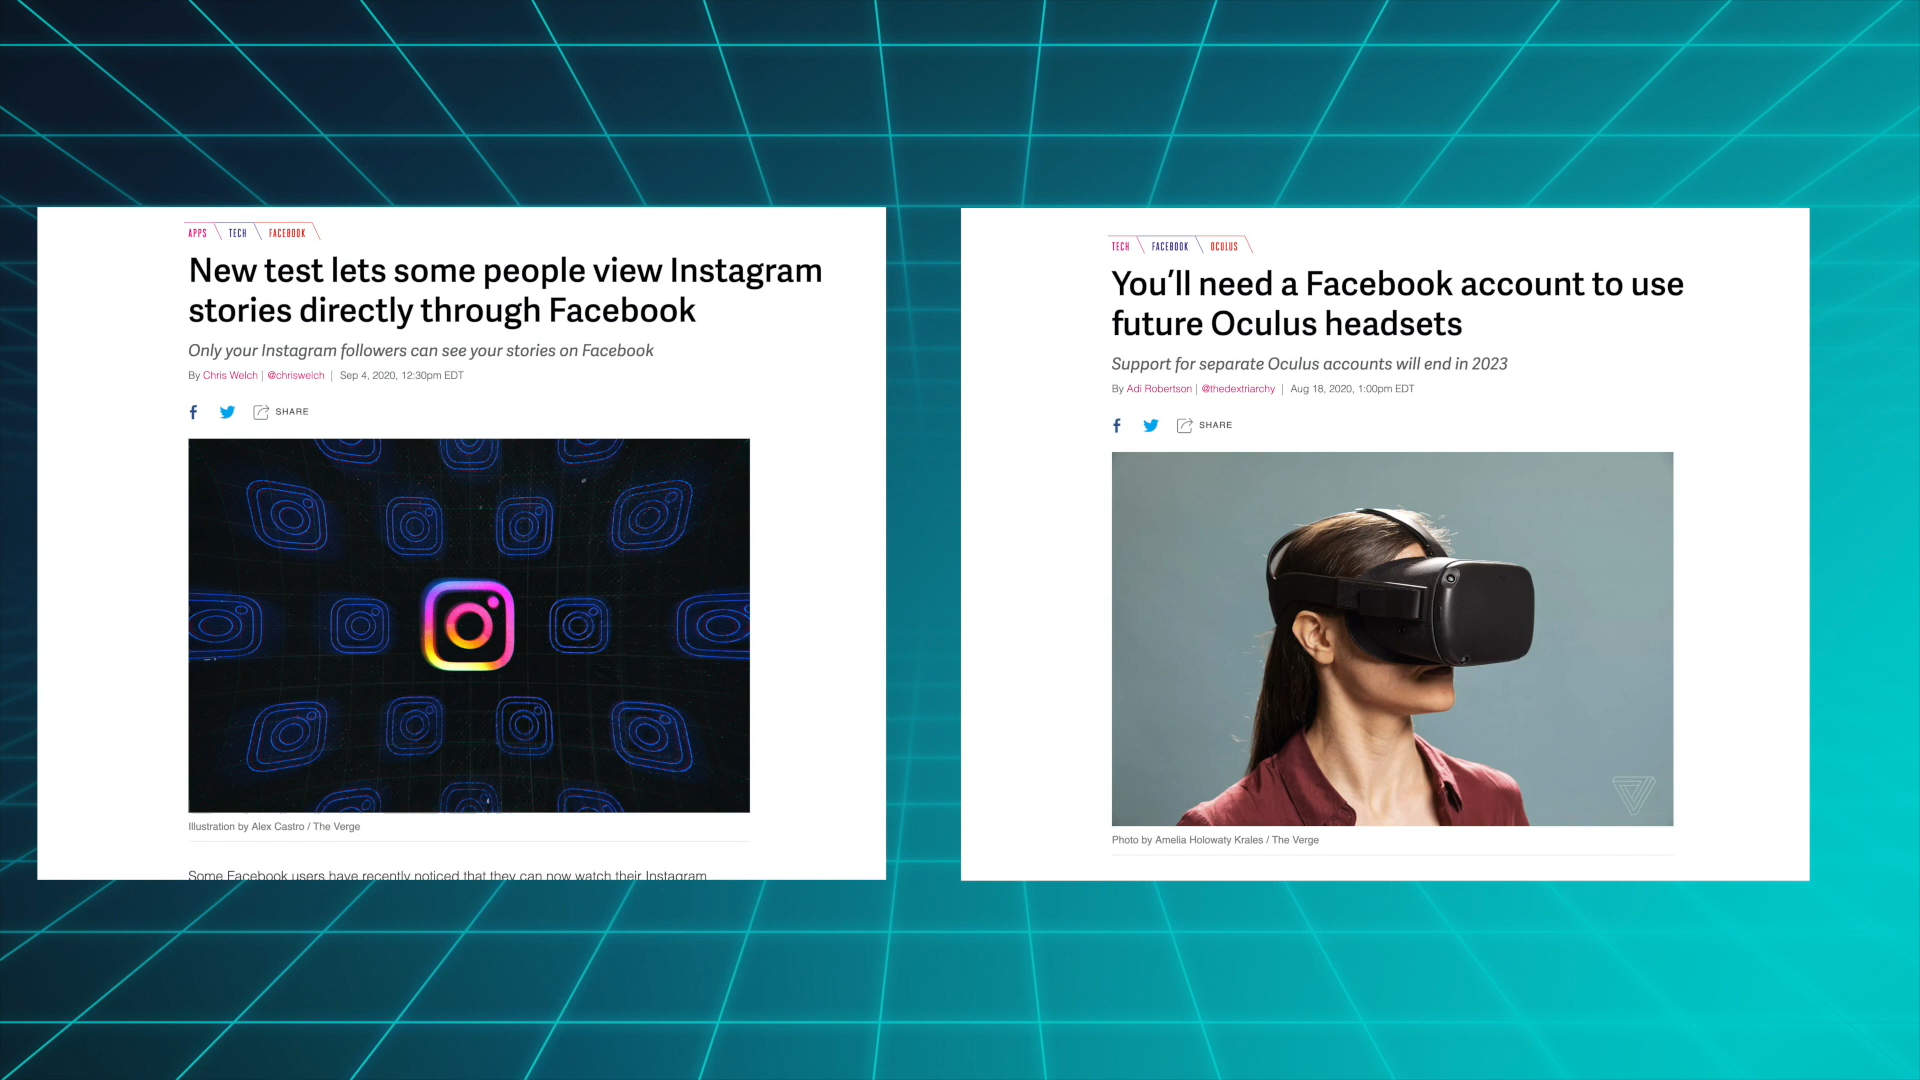 APPS TECH FACEBOOK
New test lets some people view Instagram
stories directly through Facebook
Only your Instagram followers can see your stories on Facebook
By Chris Welch | @chriswelch | Sep 4, 2020, 12:30pm EDT
SHARE
Illustration by Alex Castro / The Verge
Some Facebook users have recently noticed that they can now watch their Instagram
TECH FACEBOOK OCULUS
You’ll need a Facebook account to use
future Oculus headsets
Support for separate Oculus accounts will end in 2023
By Adi Robertson | @thedextriarchy | Aug 18, 2020, 1:00pm EDT
SHARE
Photo by Amelia Holowaty Krales / The Verge